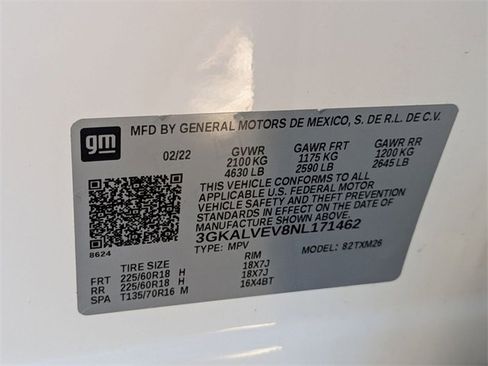 gm
MFD BY GENERAL MOTORS DE MEXICO, S. DE R.L. DE C.V.
02/22 GVWR GAWR FRT GAWR RR
2100 KG 1175 KG 1200 KG
4630 LB 2590 LB 2645 LB
THIS VEHICLE CONFORMS TO ALL
APPLICABLE U.S. FEDERAL MOTOR
VEHICLE SAFETY AND THEFT PREVENTION
STANDARDS IN EFFECT ON THE DATE OF
MANUFACTURE SHOWN ABOVE.
3GKALVEV8NL171462
8624 TYPE: MPV MODEL: 82TXM26
TIRE SIZE RIM
FRT 225/60R18 H 18X7J
RR 225/60R18 H 18X7J
SPA T135/70R16 M 16X4BT